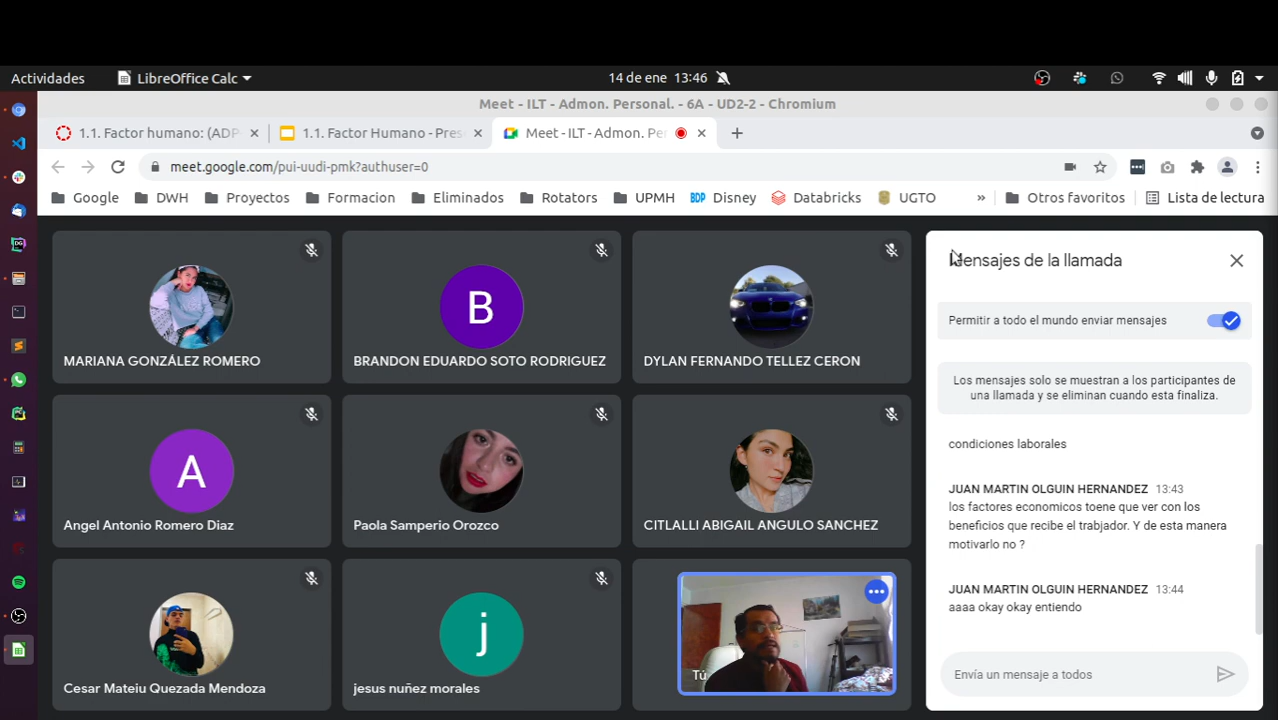 Actividades
LibreOffice Calc
14 de ene 13:46
Meet - ILT - Admon. Personal. - 6A - UD2-2 - Chromium
1.1. Factor humano: (ADP-
1.1. Factor Humano - Pres
Meet - ILT - Admon. Per
meet.google.com/pui-uudi-pmk?authuser=0
Google
DWH
Proyectos
Formacion
Eliminados
Rotators
UPMH
BDP Disney
Databricks
UGTO
»
Otros favoritos
Lista de lectura
MARIANA GONZÁLEZ ROMERO
B
BRANDON EDUARDO SOTO RODRIGUEZ
DYLAN FERNANDO TELLEZ CERON
A
Angel Antonio Romero Diaz
Paola Samperio Orozco
CITLALLI ABIGAIL ANGULO SANCHEZ
Cesar Mateiu Quezada Mendoza
j
jesus nuñez morales
Tú
Mensajes de la llamada
Permitir a todo el mundo enviar mensajes
Los mensajes solo se muestran a los participantes de
una llamada y se eliminan cuando esta finaliza.
condiciones laborales
JUAN MARTIN OLGUIN HERNANDEZ 13:43
los factores economicos toene que ver con los
beneficios que recibe el trabjador. Y de esta manera
motivarlo no ?
JUAN MARTIN OLGUIN HERNANDEZ 13:44
aaaa okay okay entiendo
Envía un mensaje a todos